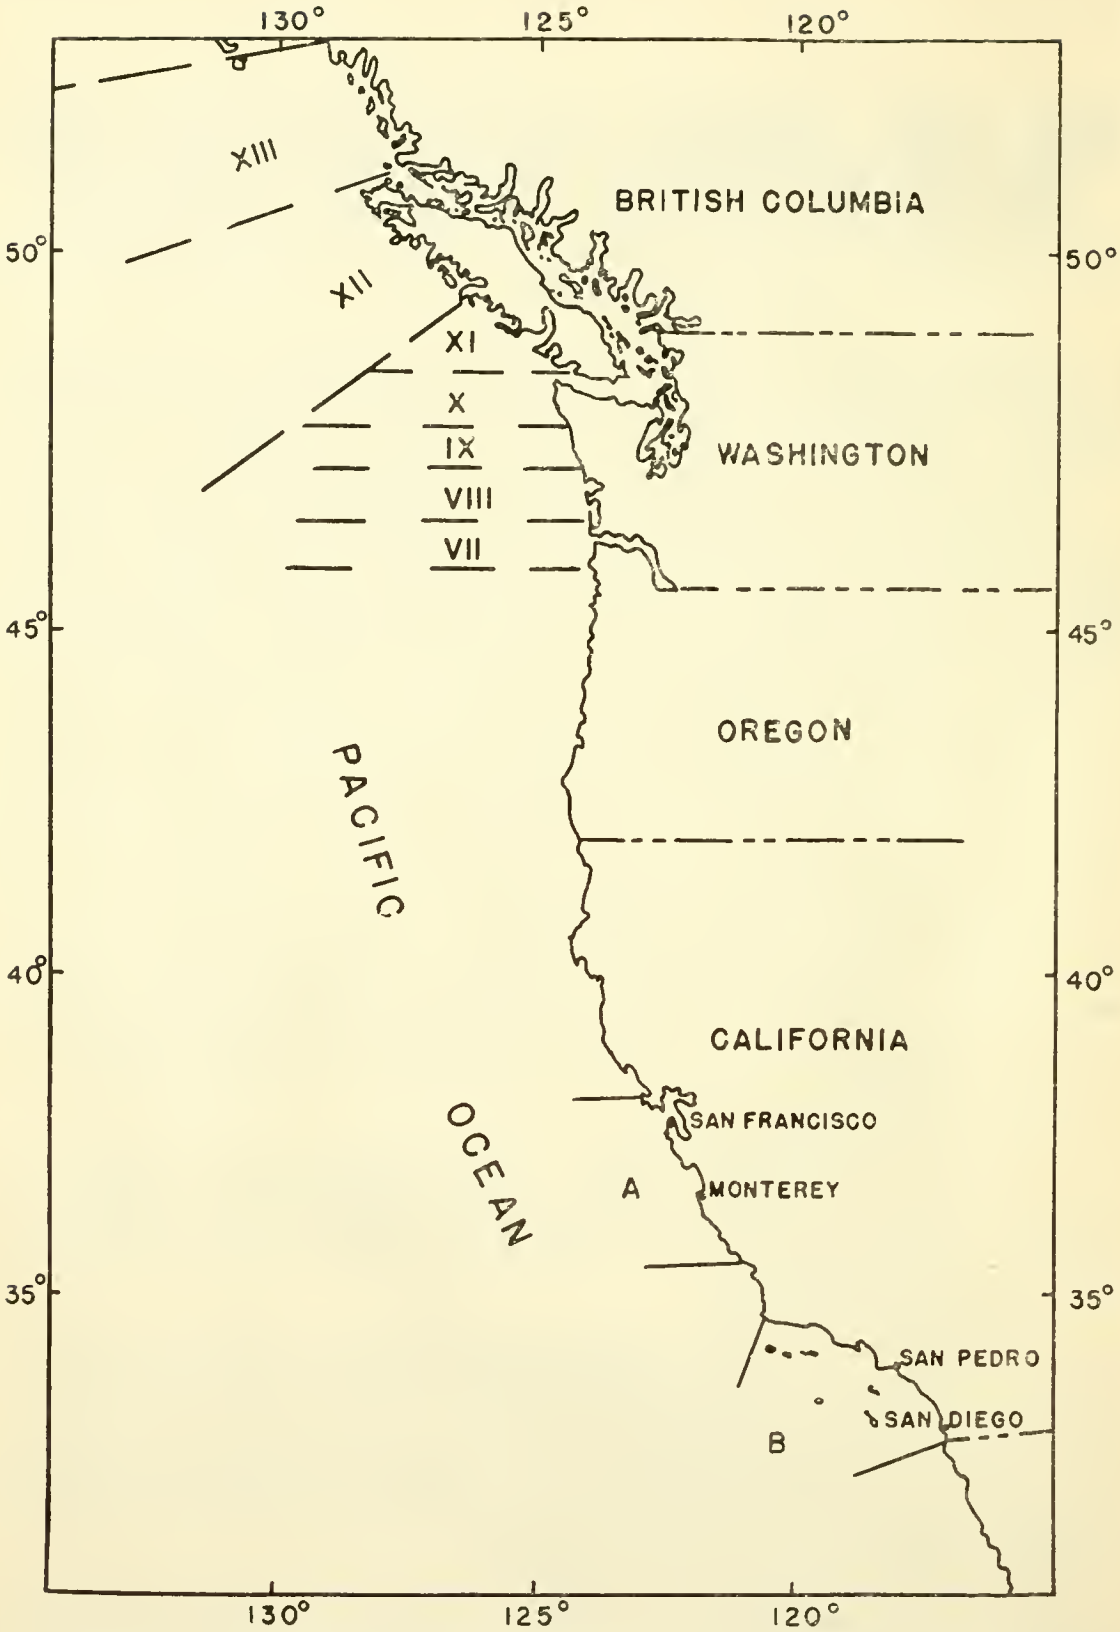 130° 125° 120°
XIII
BRITISH COLUMBIA
50° 50°
XII
XI
X
IX
WASHINGTON
VIII
VII
45° 45°
OREGON
PACIFIC
40° 40°
CALIFORNIA
SAN FRANCISCO
OCEAN
A MONTEREY
35° 35°
SAN PEDRO
SAN DIEGO
B
130° 125° 120°